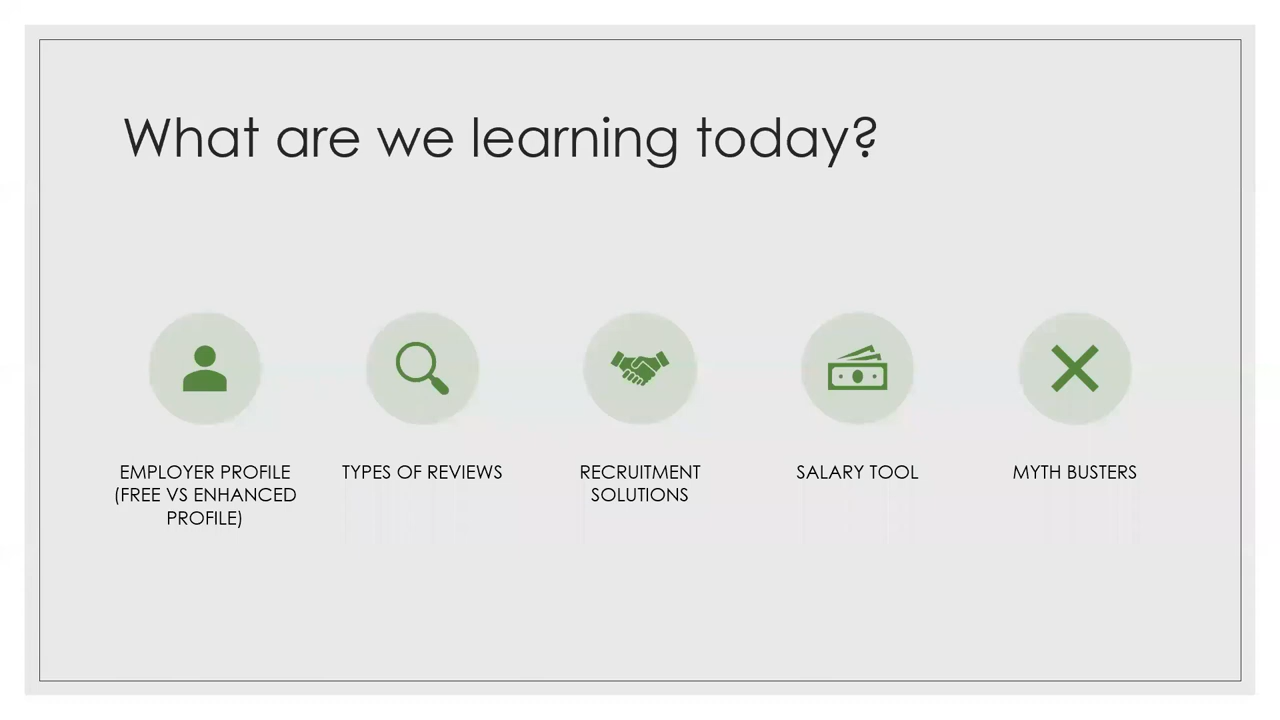 What are we learning today?
EMPLOYER PROFILE
(FREE VS ENHANCED
PROFILE)
TYPES OF REVIEWS
RECRUITMENT
SOLUTIONS
SALARY TOOL
MYTH BUSTERS